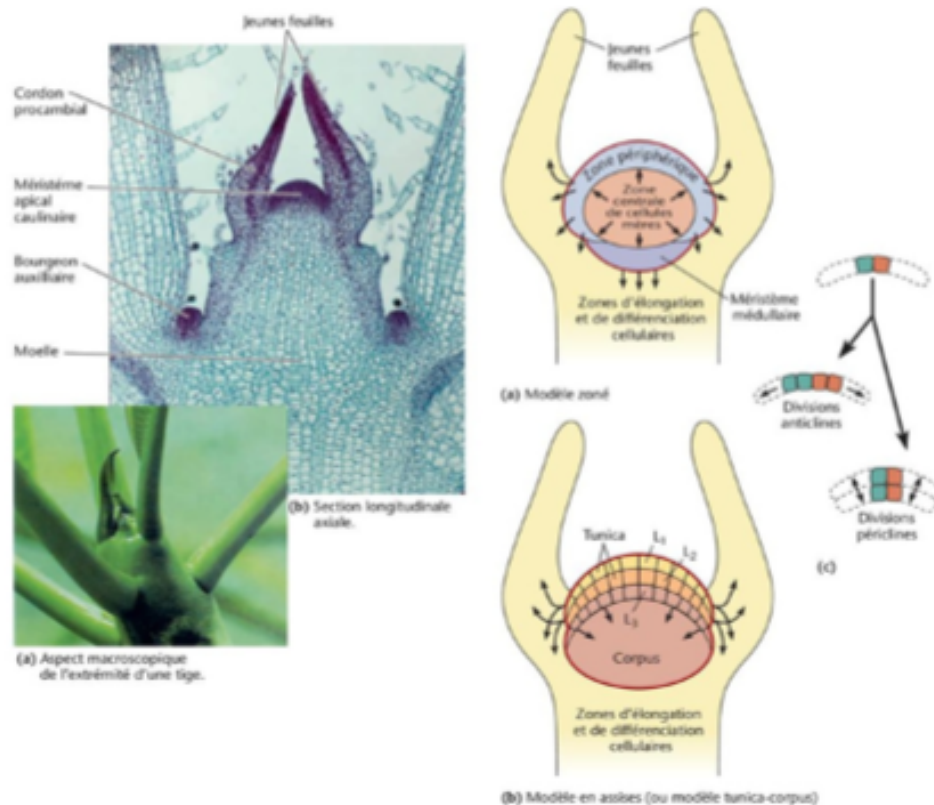 Jeunes feuilles
Cordon
procambial
Méristème
apical
caulinaire
Bourgeon
auxilliaire
Moelle
(b) Section longitudinale
axiale.
(a) Aspect macroscopique
de l'extrémité d'une tige.
Jeunes
feuilles
Zone périphérique
Zone
centrale
de cellules
mères
Méristème
médullaire
Zones d'élongation
et de différenciation
cellulaires
(a) Modèle zoné
Divisions
anticlines
Divisions
périclines
(c)
Tunica
L1
L2
L3
Corpus
Zones d'élongation
et de différenciation
cellulaires
(b) Modèle en assises (ou modèle tunica-corpus)